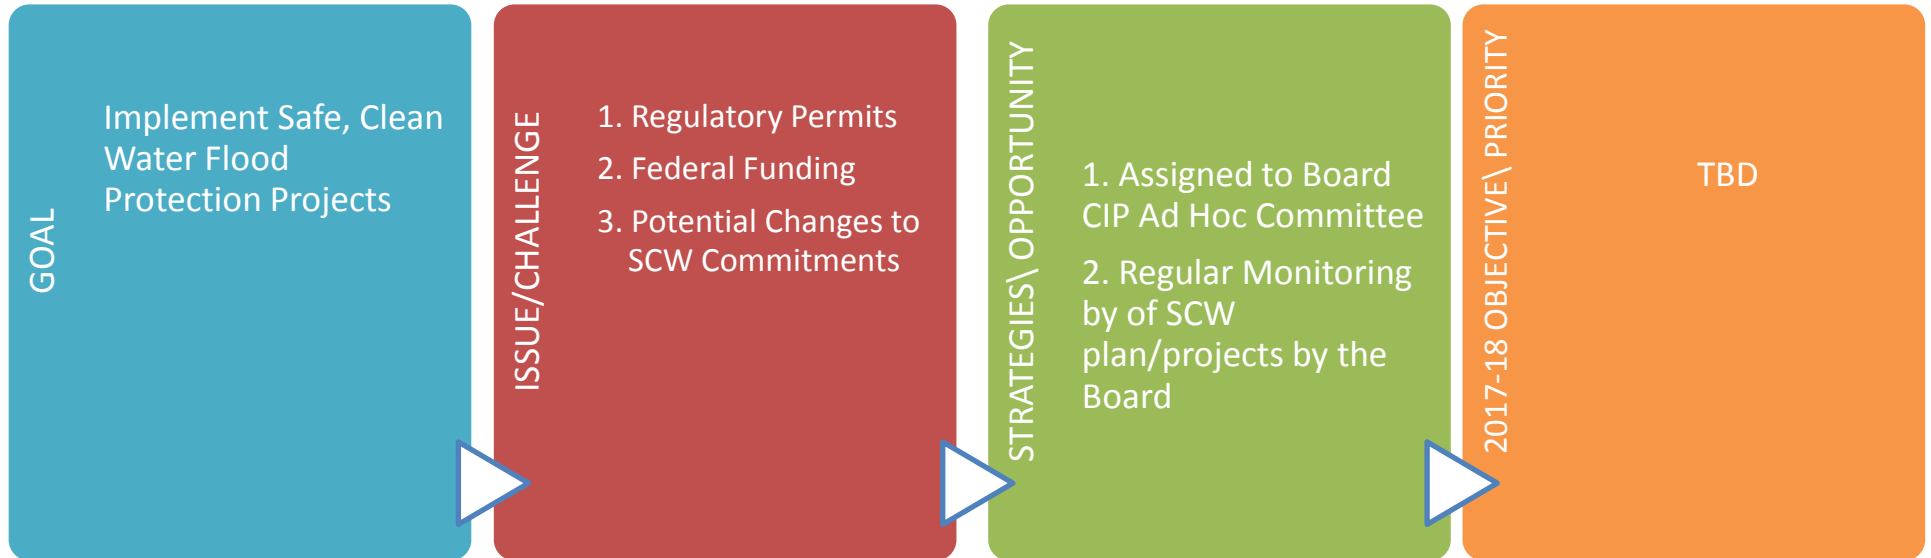 GOAL
Implement Safe, Clean
Water Flood
Protection Projects
ISSUE/CHALLENGE
1. Regulatory Permits
2. Federal Funding
3. Potential Changes to
SCW Commitments
STRATEGIES\ OPPORTUNITY
1. Assigned to Board
CIP Ad Hoc Committee
2. Regular Monitoring
by of SCW
plan/projects by the
Board
2017-18 OBJECTIVE\ PRIORITY
TBD